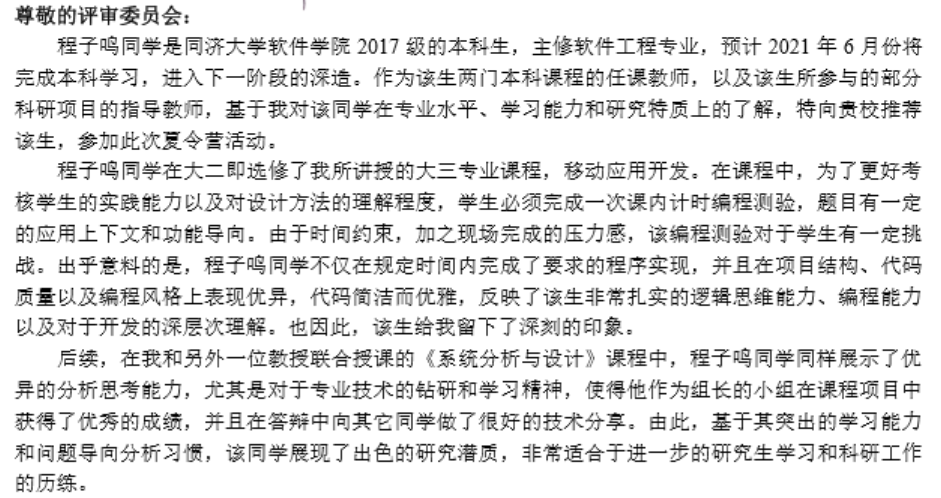 尊敬的评审委员会：
程子鸣同学是同济大学软件学院 2017 级的本科生，主修软件工程专业，预计 2021 年 6 月份将
完成本科学习，进入下一阶段的深造。作为该生两门本科课程的任课教师，以及该生所参与的部分
科研项目的指导教师，基于我对该同学在专业水平、学习能力和研究特质上的了解，特向贵校推荐
该生，参加此次夏令营活动。
程子鸣同学在大二即选修了我所讲授的大三专业课程，移动应用开发。在课程中，为了更好考
核学生的实践能力以及对设计方法的理解程度，学生必须完成一次课内计时编程测验，题目有一定
的应用上下文和功能导向。由于时间约束，加之现场完成的压力感，该编程测验对于学生有一定挑
战。出乎意料的是，程子鸣同学不仅在规定时间内完成了要求的程序实现，并且在项目结构、代码
质量以及编程风格上表现优异，代码简洁而优雅，反映了该生非常扎实的逻辑思维能力、编程能力
以及对于开发的深层次理解。也因此，该生给我留下了深刻的印象。
后续，在我和另外一位教授联合授课的《系统分析与设计》课程中，程子鸣同学同样展示了优
异的分析思考能力，尤其是对于专业技术的钻研和学习精神，使得他作为组长的小组在课程项目中
获得了优秀的成绩，并且在答辩中向其它同学做了很好的技术分享。由此，基于其突出的学习能力
和问题导向分析习惯，该同学展现了出色的研究潜质，非常适合于进一步的研究生学习和科研工作
的历练。